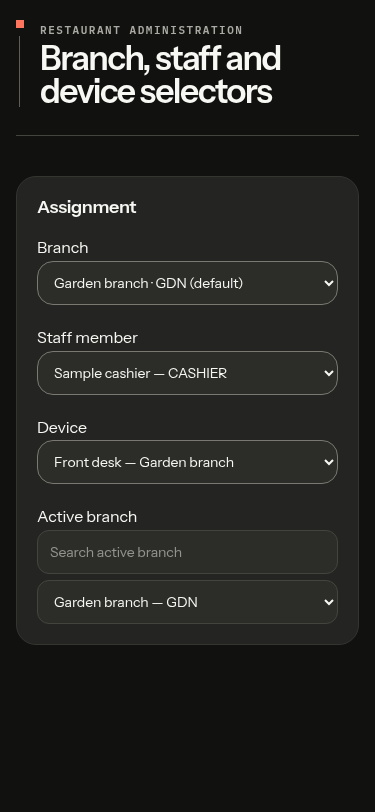 RESTAURANT ADMINISTRATION
Branch, staff and
device selectors
Assignment
Branch
Garden branch · GDN (default)
Staff member
Sample cashier — CASHIER
Device
Front desk — Garden branch
Active branch
Search active branch
Garden branch — GDN